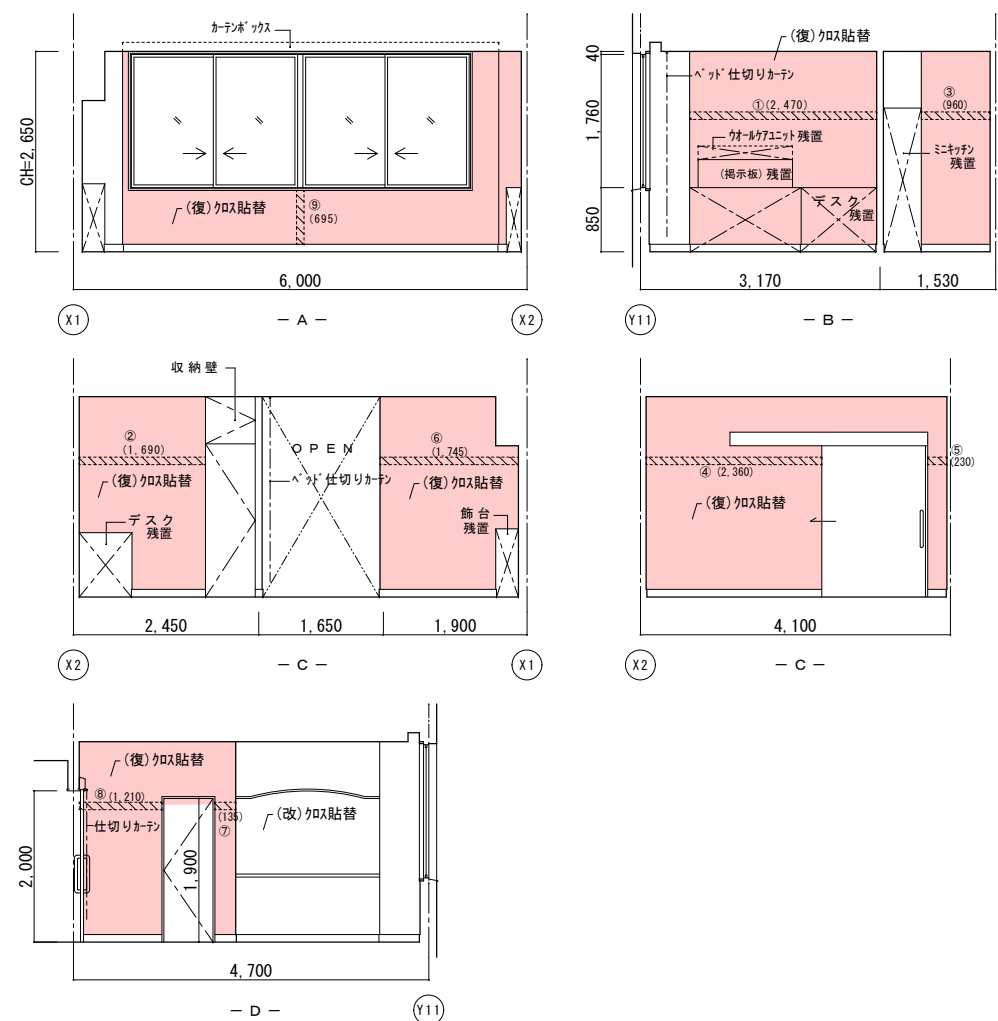 カーテンボックス
CH=2,650
(復)クロス貼替
⑨
(695)
6,000
X1
－ A －
X2
(復)クロス貼替
ベッド仕切りカーテン
40
1,760
850
①(2,470)
③
(960)
ウオールケアユニット 残置
(掲示板) 残置
デスク
残置
ミニキッチン
残置
3,170
1,530
Y11
－ B －
収納壁
②
(1,690)
OPEN
⑥
(1,745)
(復)クロス貼替
ベッド仕切りカーテン
(復)クロス貼替
デスク
残置
飾台
残置
2,450
1,650
1,900
X2
－ C －
X1
⑤
(230)
④(2,360)
(復)クロス貼替
4,100
X2
－ C －
(復)クロス貼替
⑧(1,210)
(135)
⑦
(改)クロス貼替
仕切りカーテン
2,000
1,900
4,700
－ D －
Y11